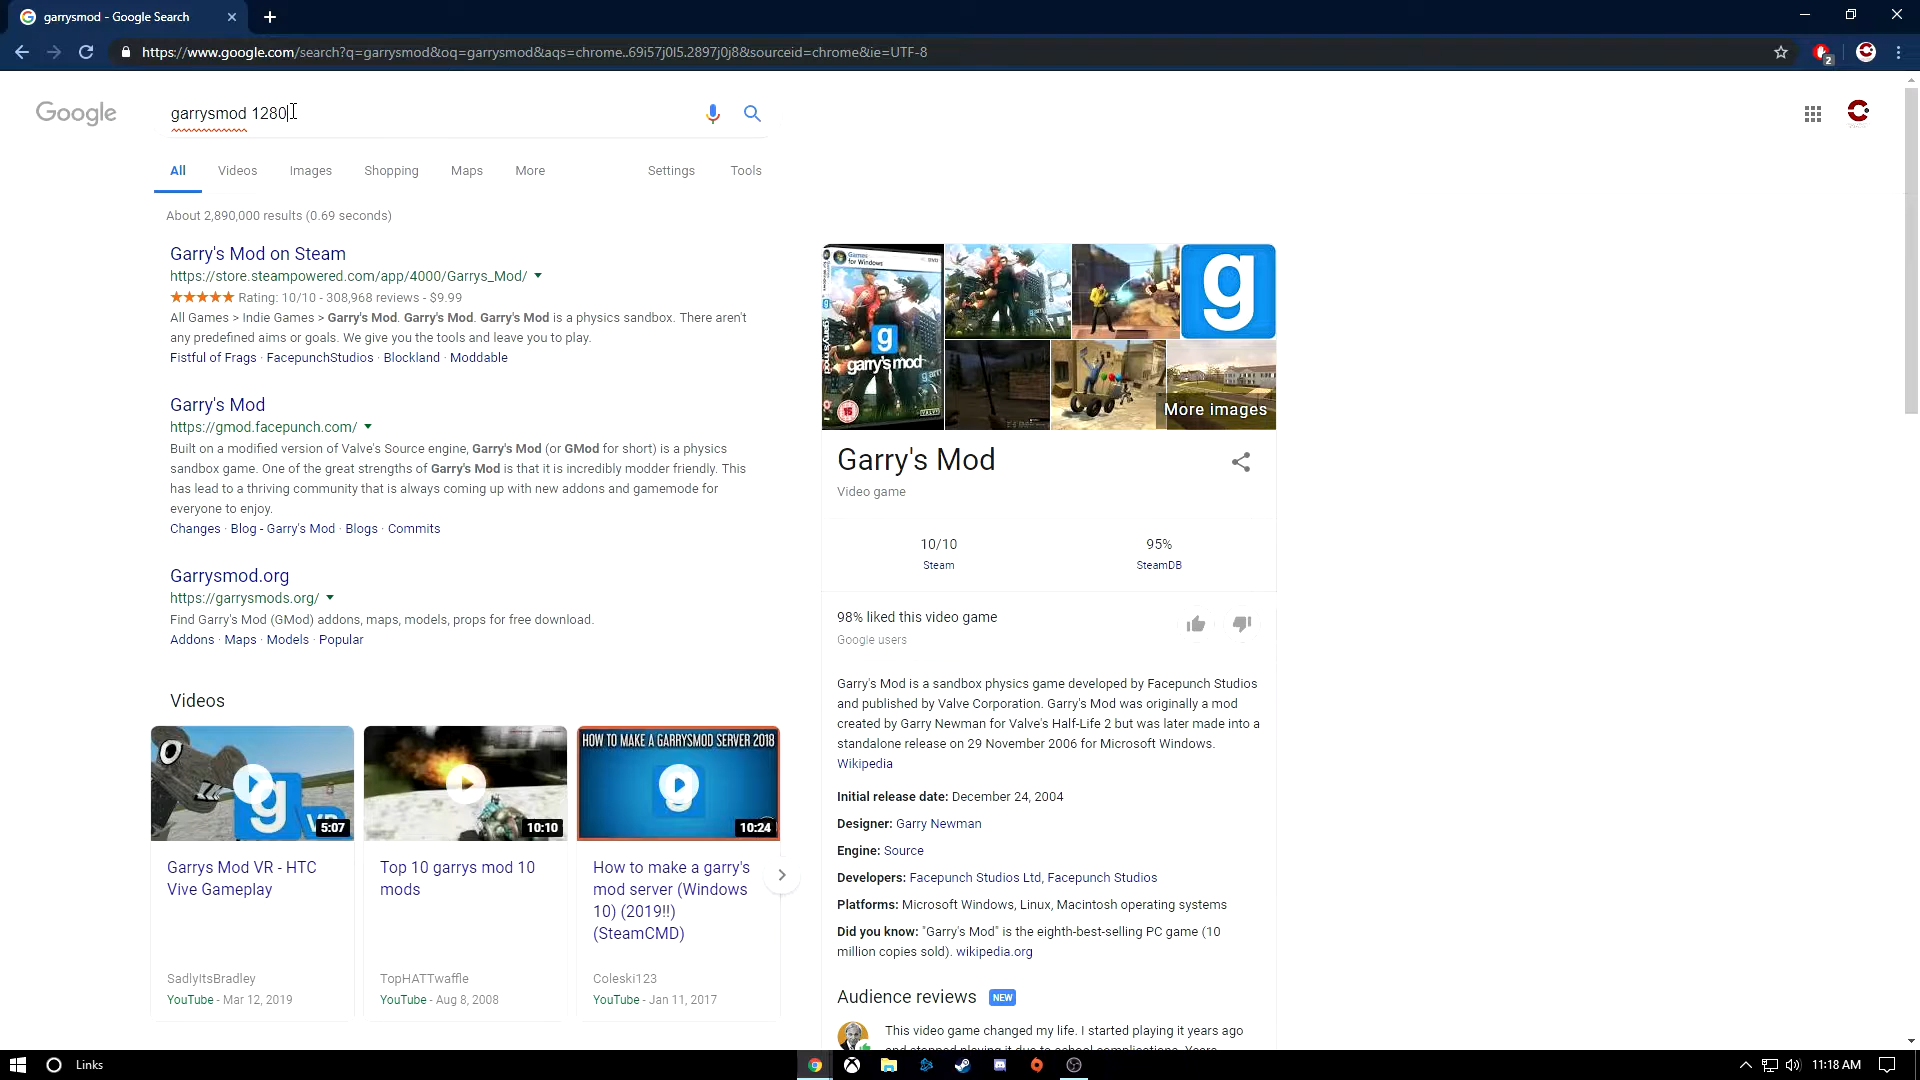 garrysmod - Google Search
https://www.google.com/search?q=garrysmod&oq=garrysmod&aqs=chrome..69i57j0l5.2897j0j8&sourceid=chrome&ie=UTF-8
2
Google
garrysmod 1280
All
Videos
Images
Shopping
Maps
More
Settings
Tools
About 2,890,000 results (0.69 seconds)
Garry's Mod on Steam
https://store.steampowered.com/app/4000/Garrys_Mod/
Rating: 10/10 - 308,968 reviews - $9.99
All Games > Indie Games > Garry's Mod. Garry's Mod. Garry's Mod is a physics sandbox. There aren't
any predefined aims or goals. We give you the tools and leave you to play.
Fistful of Frags · FacepunchStudios · Blockland · Moddable
Garry's Mod
https://gmod.facepunch.com/
Built on a modified version of Valve's Source engine, Garry's Mod (or GMod for short) is a physics
sandbox game. One of the great strengths of Garry's Mod is that it is incredibly modder friendly. This
has lead to a thriving community that is always coming up with new addons and gamemode for
everyone to enjoy.
Changes · Blog - Garry's Mod · Blogs · Commits
Garrysmod.org
https://garrysmods.org/
Find Garry's Mod (GMod) addons, maps, models, props for free download.
Addons · Maps · Models · Popular
Videos
5:07
10:10
HOW TO MAKE A GARRYSMOD SERVER 2018
10:24
Garrys Mod VR - HTC
Vive Gameplay
SadlyItsBradley
YouTube - Mar 12, 2019
Top 10 garrys mod 10
mods
TopHATTwaffle
YouTube - Aug 8, 2008
How to make a garry's
mod server (Windows
10) (2019!!)
(SteamCMD)
Coleski123
YouTube - Jan 11, 2017
Games
for Windows
g
garry's mod
15
g
More images
Garry's Mod
Video game
10/10
Steam
95%
SteamDB
98% liked this video game
Google users
Garry's Mod is a sandbox physics game developed by Facepunch Studios
and published by Valve Corporation. Garry's Mod was originally a mod
created by Garry Newman for Valve's Half-Life 2 but was later made into a
standalone release on 29 November 2006 for Microsoft Windows.
Wikipedia
Initial release date: December 24, 2004
Designer: Garry Newman
Engine: Source
Developers: Facepunch Studios Ltd, Facepunch Studios
Platforms: Microsoft Windows, Linux, Macintosh operating systems
Did you know: "Garry's Mod" is the eighth-best-selling PC game (10
million copies sold). wikipedia.org
Audience reviews NEW
This video game changed my life. I started playing it years ago
Links
11:18 AM